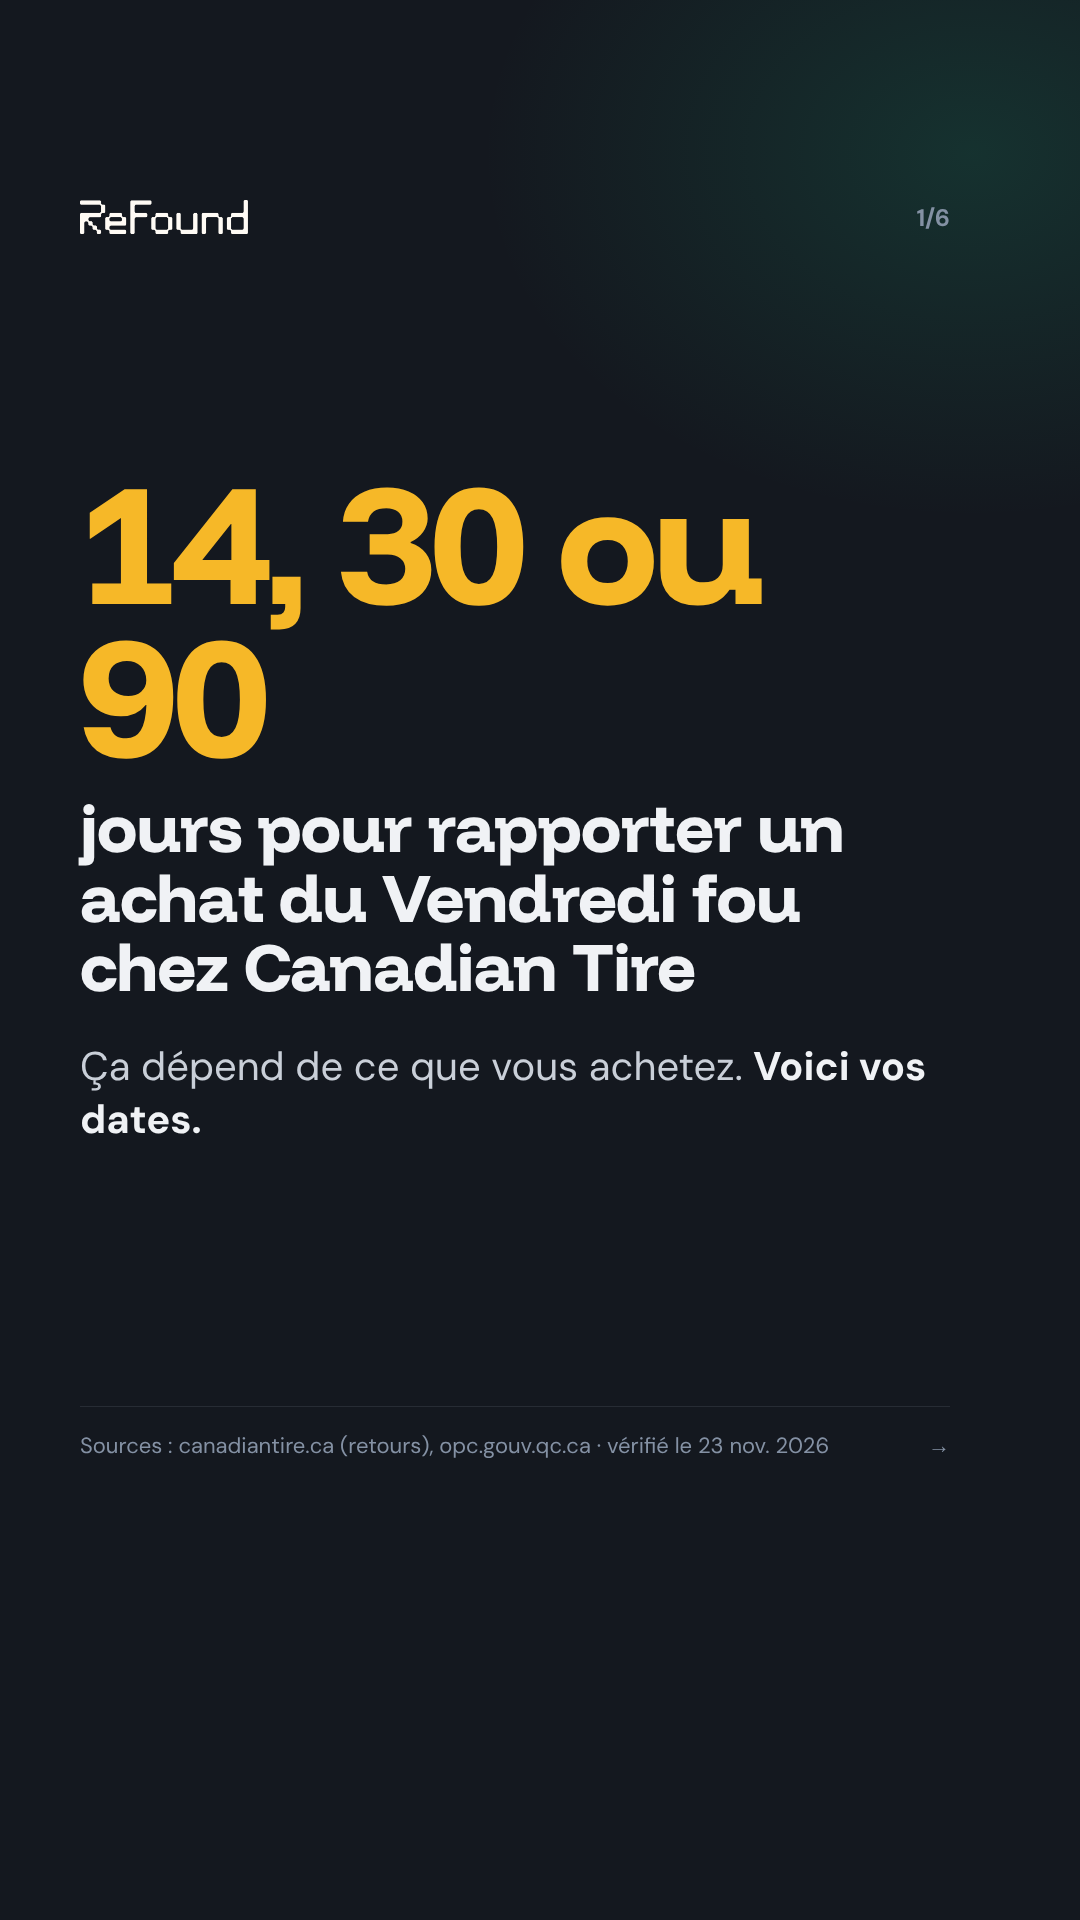 ReFound
1/6
14, 30 ou
90
jours pour rapporter un
achat du Vendredi fou
chez Canadian Tire
Ça dépend de ce que vous achetez. Voici vos
dates.
Sources : canadiantire.ca (retours), opc.gouv.qc.ca · vérifié le 23 nov. 2026 →